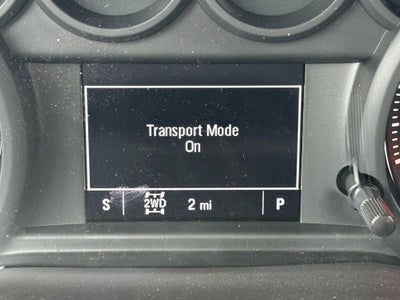 Transport Mode
On
S 2WD 2 mi P